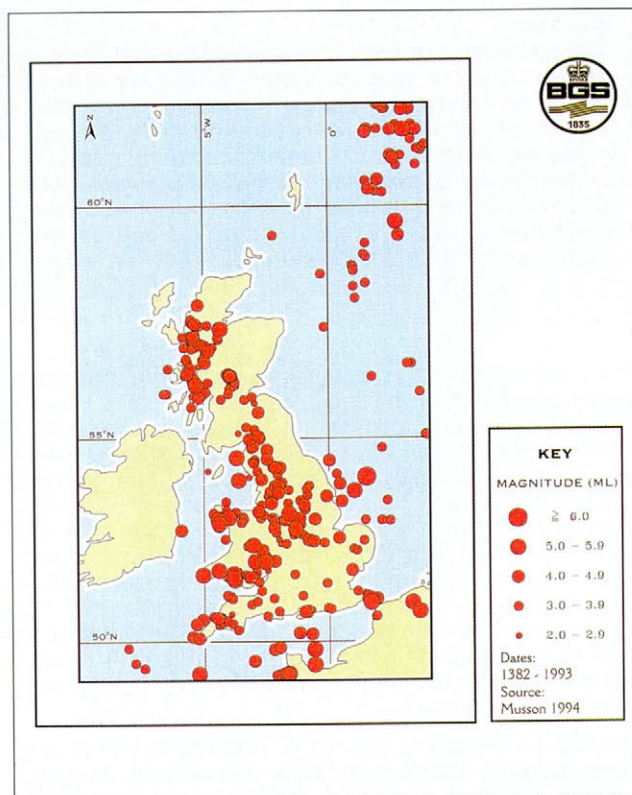 BGS
1835
N
5°W
0°
60°N
55°N
50°N
KEY
MAGNITUDE (ML)
≧ 6.0
5.0 – 5.9
4.0 – 4.9
3.0 – 3.9
2.0 – 2.9
Dates:
1382 - 1993
Source:
Musson 1994